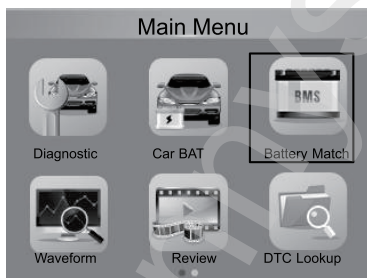 Main Menu
BMS
Diagnostic
Car BAT
Battery Match
Waveform
Review
DTC Lookup